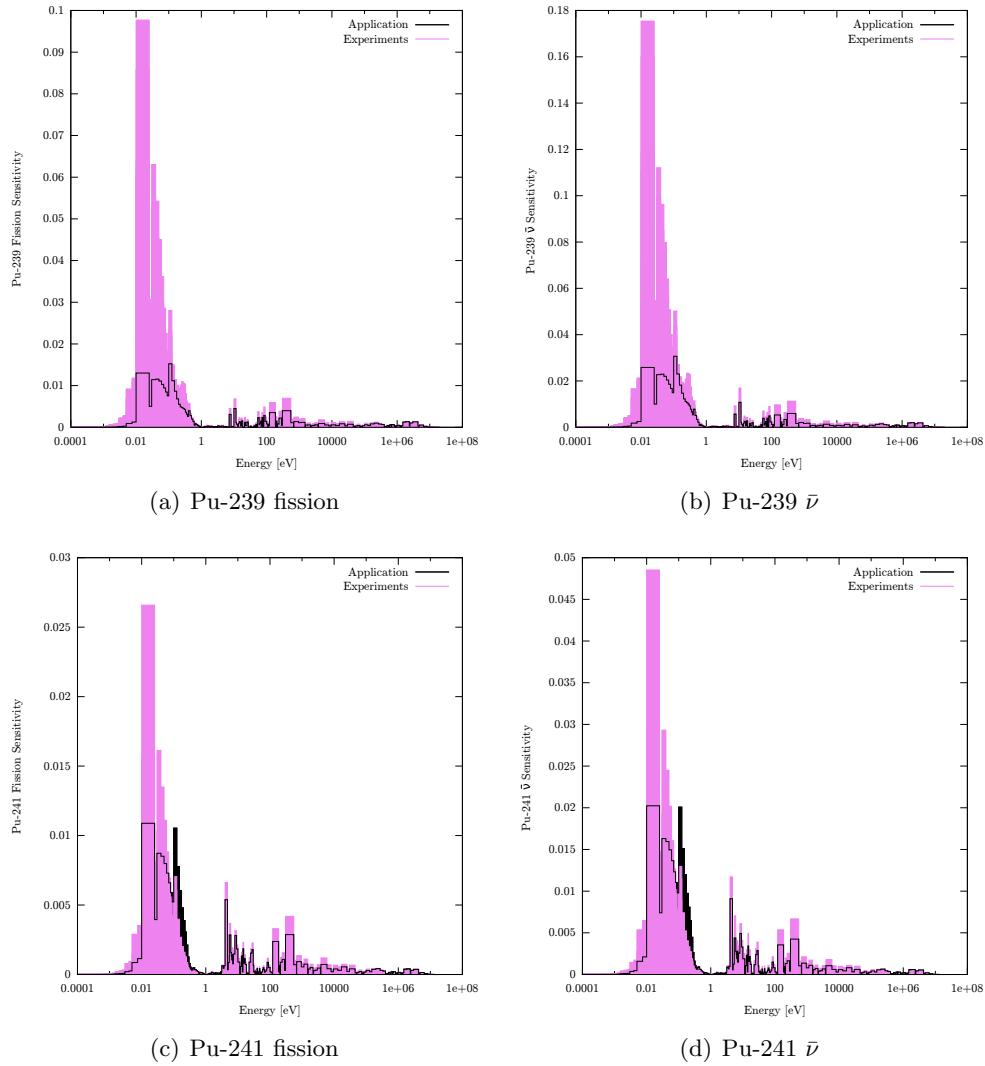 0.1
0.09
0.08
0.07
0.06
0.05
0.04
0.03
0.02
0.01
0
Pu-239 Fission Sensitivity
Application
Experiments
0.0001 0.01 1 100 10000 1e+06 1e+08
Energy [eV]
(a) Pu-239 fission
0.18
0.16
0.14
0.12
0.1
0.08
0.06
0.04
0.02
0
Pu-239 ν̄ Sensitivity
Application
Experiments
0.0001 0.01 1 100 10000 1e+06 1e+08
Energy [eV]
(b) Pu-239 ν̄
0.03
0.025
0.02
0.015
0.01
0.005
0
Pu-241 Fission Sensitivity
Application
Experiments
0.0001 0.01 1 100 10000 1e+06 1e+08
Energy [eV]
(c) Pu-241 fission
0.05
0.045
0.04
0.035
0.03
0.025
0.02
0.015
0.01
0.005
0
Pu-241 ν̄ Sensitivity
Application
Experiments
0.0001 0.01 1 100 10000 1e+06 1e+08
Energy [eV]
(d) Pu-241 ν̄